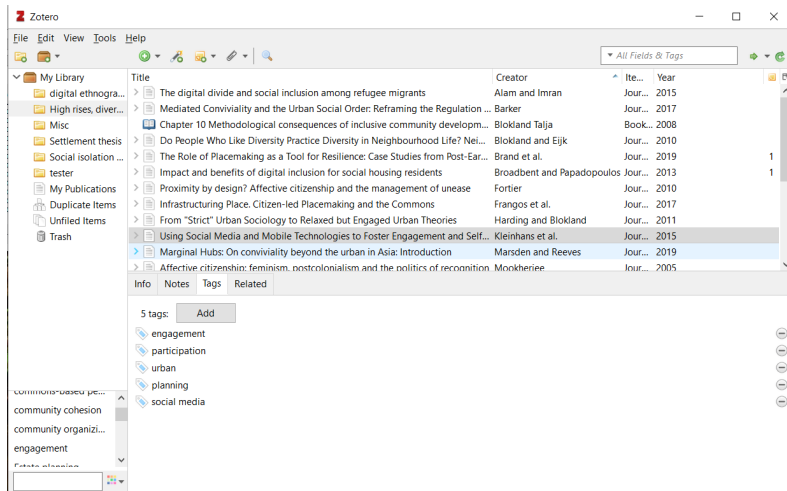 Zotero
File Edit View Tools Help
All Fields & Tags
My Library
digital ethnogra...
High rises, diver...
Misc
Settlement thesis
Social isolation ...
tester
My Publications
Duplicate Items
Unfiled Items
Trash
Title Creator Ite... Year
The digital divide and social inclusion among refugee migrants Alam and Imran Jour... 2015
Mediated Conviviality and the Urban Social Order: Reframing the Regulation ... Barker Jour... 2017
Chapter 10 Methodological consequences of inclusive community developm... Blokland Talja Book... 2008
Do People Who Like Diversity Practice Diversity in Neighbourhood Life? Nei... Blokland and Eijk Jour... 2010
The Role of Placemaking as a Tool for Resilience: Case Studies from Post-Ear... Brand et al. Jour... 2019 1
Impact and benefits of digital inclusion for social housing residents Broadbent and Papadopoulos Jour... 2013 1
Proximity by design? Affective citizenship and the management of unease Fortier Jour... 2010
Infrastructuring Place. Citizen-led Placemaking and the Commons Frangos et al. Jour... 2017
From "Strict" Urban Sociology to Relaxed but Engaged Urban Theories Harding and Blokland Jour... 2011
Using Social Media and Mobile Technologies to Foster Engagement and Self... Kleinhans et al. Jour... 2015
Marginal Hubs: On conviviality beyond the urban in Asia: Introduction Marsden and Reeves Jour... 2019
Affective citizenship: feminism, postcolonialism and the politics of recognition Mookherjee Jour... 2005
Info Notes Tags Related
5 tags: Add
engagement
participation
urban
planning
social media
commons-based pe...
community cohesion
community organizi...
engagement
Estate planning